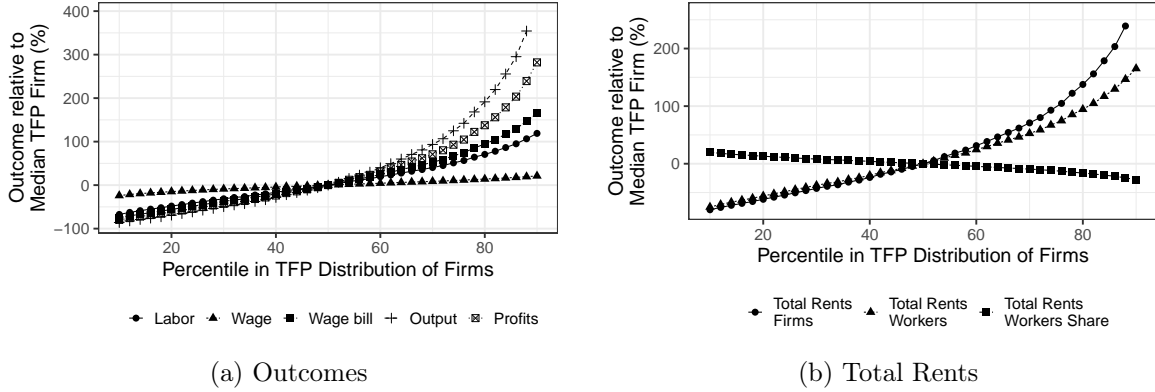 Outcome relative to
Median TFP Firm (%)
400
300
200
100
0
−100
20
40
60
80
Percentile in TFP Distribution of Firms
Labor
Wage
Wage bill
Output
Profits
(a) Outcomes
Outcome relative to
Median TFP Firm (%)
200
100
0
20
40
60
80
Percentile in TFP Distribution of Firms
Total Rents
Firms
Total Rents
Workers
Total Rents
Workers Share
(b) Total Rents